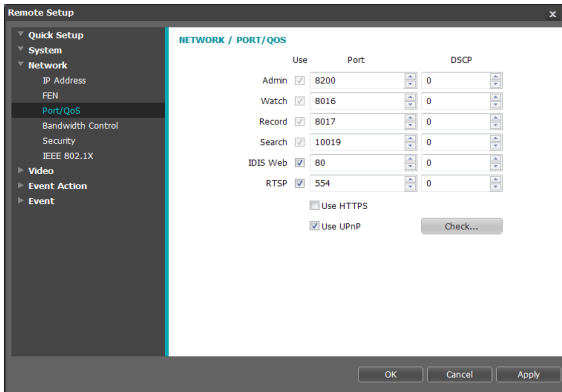 Remote Setup
x
Quick Setup
System
Network
IP Address
FEN
Port/QoS
Bandwidth Control
Security
IEEE 802.1X
Video
Event Action
Event
NETWORK / PORT/QOS
Use Port DSCP
Admin 8200 0
Watch 8016 0
Record 8017 0
Search 10019 0
IDIS Web 80 0
RTSP 554 0
Use HTTPS
Use UPnP Check...
OK Cancel Apply